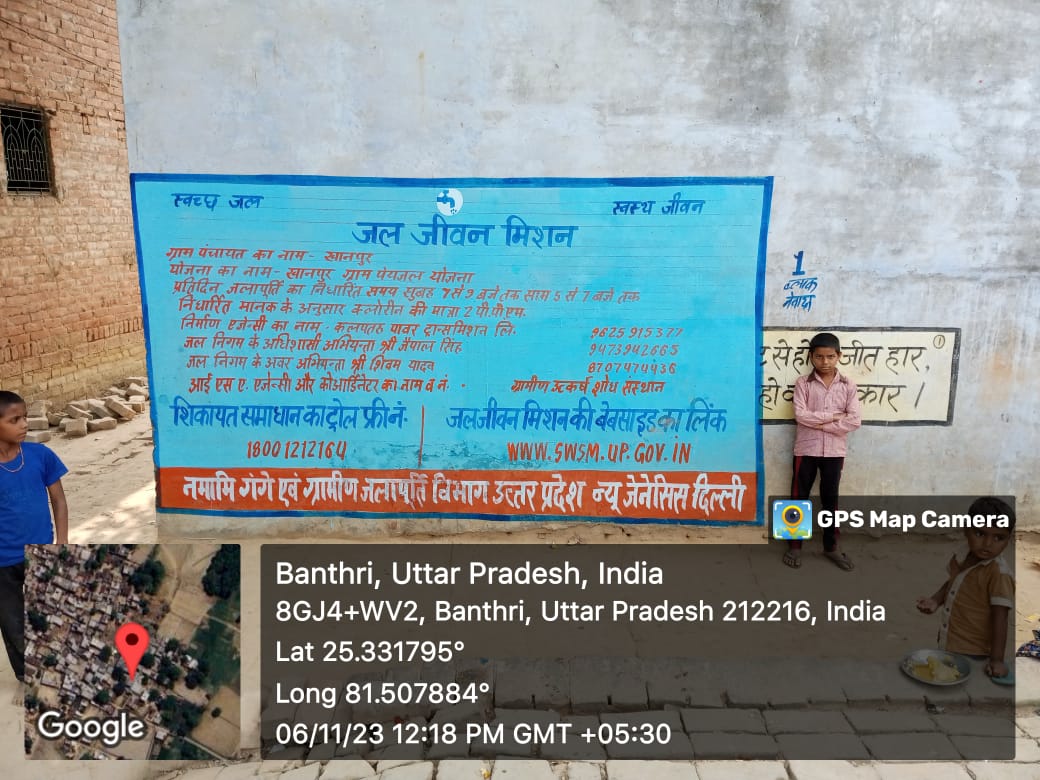 स्वच्छ जल
स्वस्थ जीवन
जल जीवन मिशन
ग्राम पंचायत का नाम - खानपुर
योजना का नाम - खानपुर ग्राम पेयजल योजना
प्रतिदिन जलापूर्ति का निर्धारित समय सुबह 7 से 9 बजे तक साम 5 से 7 बजे तक
निर्धारित मानक के अनुसार क्लोरीन की मात्रा 2 पी.पी.एम.
निर्माण एजेन्सी का नाम - कल्पतरु पावर ट्रान्समिशन लि. 9625915377
जल निगम के अधिशासी अभियन्ता श्री जैपाल सिंह 9473942665
जल निगम के अवर अभियन्ता श्री शिवम यादव 8707474436
आई एस ए. एजेन्सी और कोआर्डिनेटर का नाम व नं. - ग्रामीण उत्कर्ष शोध संस्थान
शिकायत समाधान का ट्रोल फ्री नं.
18001212164
जल जीवन मिशन की बेबसाइड का लिंक
WWW.SWSM.UP.GOV.IN
नमामि गंगे एवं ग्रामीण जलापूर्ति विभाग उत्तर प्रदेश न्यू जेनेसिस दिल्ली
1
ब्लाक
नेवादा
से हो जीत हार,
कार ।
GPS Map Camera
Banthri, Uttar Pradesh, India
8GJ4+WV2, Banthri, Uttar Pradesh 212216, India
Lat 25.331795°
Long 81.507884°
06/11/23 12:18 PM GMT +05:30
Google